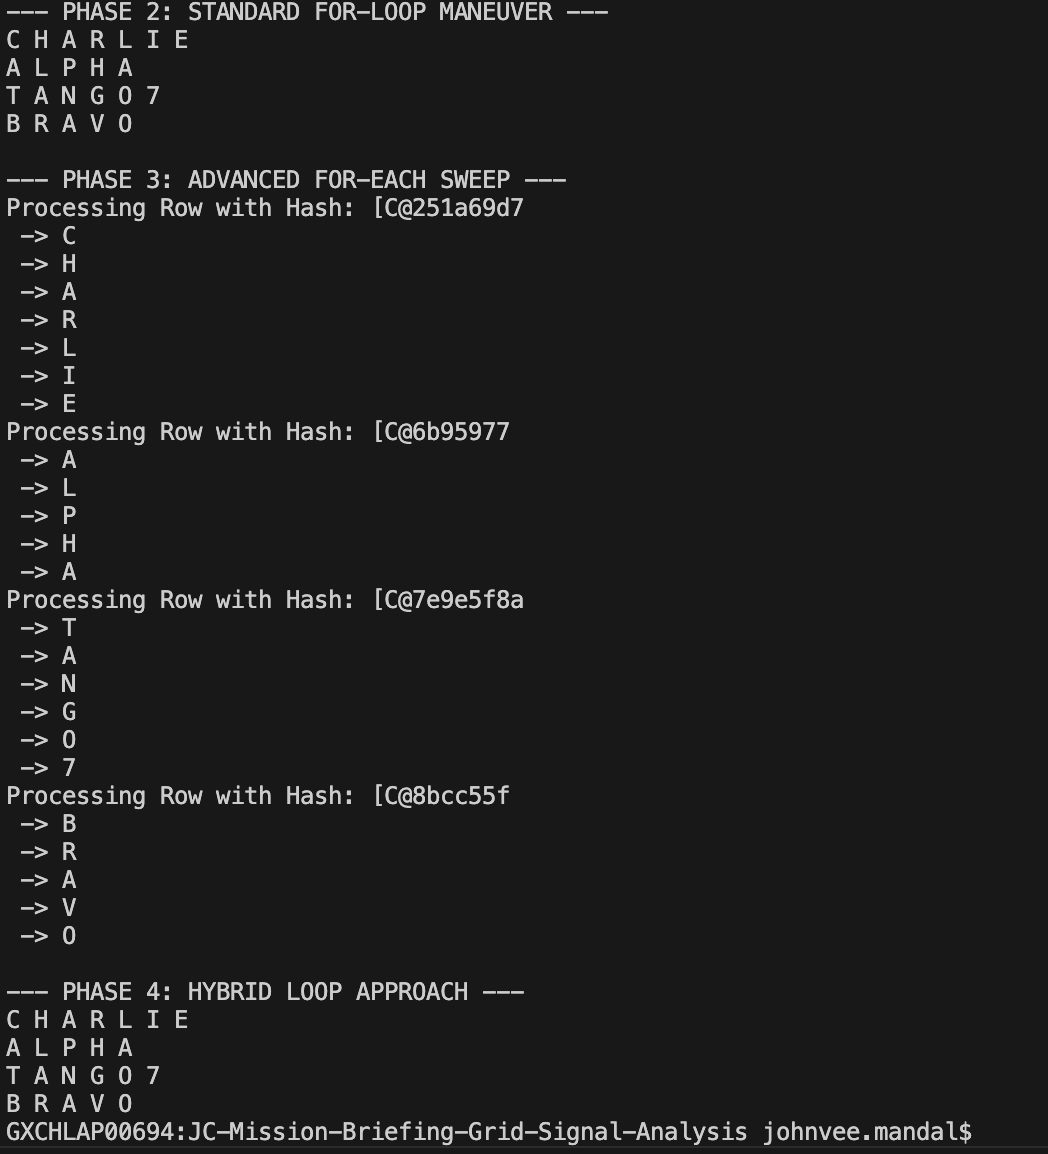 --- PHASE 2: STANDARD FOR-LOOP MANEUVER ---
C H A R L I E
A L P H A
T A N G O 7
B R A V O
--- PHASE 3: ADVANCED FOR-EACH SWEEP ---
Processing Row with Hash: [C@251a69d7
-> C
-> H
-> A
-> R
-> L
-> I
-> E
Processing Row with Hash: [C@6b95977
-> A
-> L
-> P
-> H
-> A
Processing Row with Hash: [C@7e9e5f8a
-> T
-> A
-> N
-> G
-> O
-> 7
Processing Row with Hash: [C@8bcc55f
-> B
-> R
-> A
-> V
-> O
--- PHASE 4: HYBRID LOOP APPROACH ---
C H A R L I E
A L P H A
T A N G O 7
B R A V O
GXCHLAP00694:JC-Mission-Briefing-Grid-Signal-Analysis johnvee.mandal$